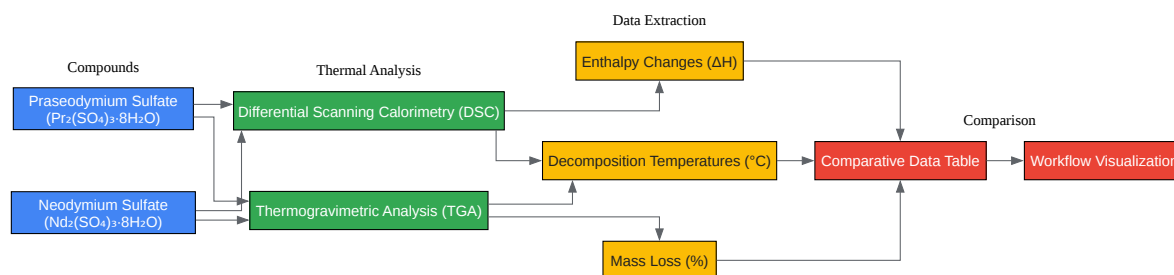 Compounds
Praseodymium Sulfate
(Pr₂(SO₄)₃·8H₂O)
Neodymium Sulfate
(Nd₂(SO₄)₃·8H₂O)
Thermal Analysis
Differential Scanning Calorimetry (DSC)
Thermogravimetric Analysis (TGA)
Data Extraction
Enthalpy Changes (ΔH)
Decomposition Temperatures (°C)
Mass Loss (%)
Comparison
Comparative Data Table
Workflow Visualization